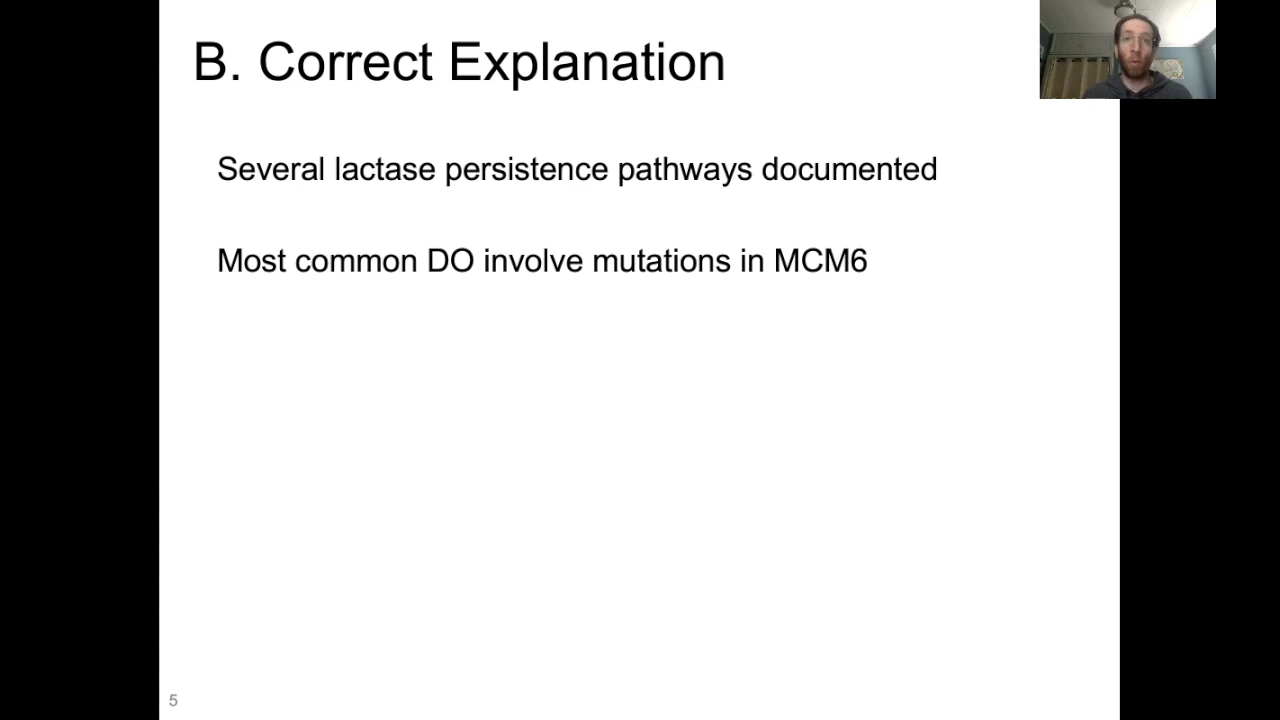 B. Correct Explanation
Several lactase persistence pathways documented
Most common DO involve mutations in MCM6
5